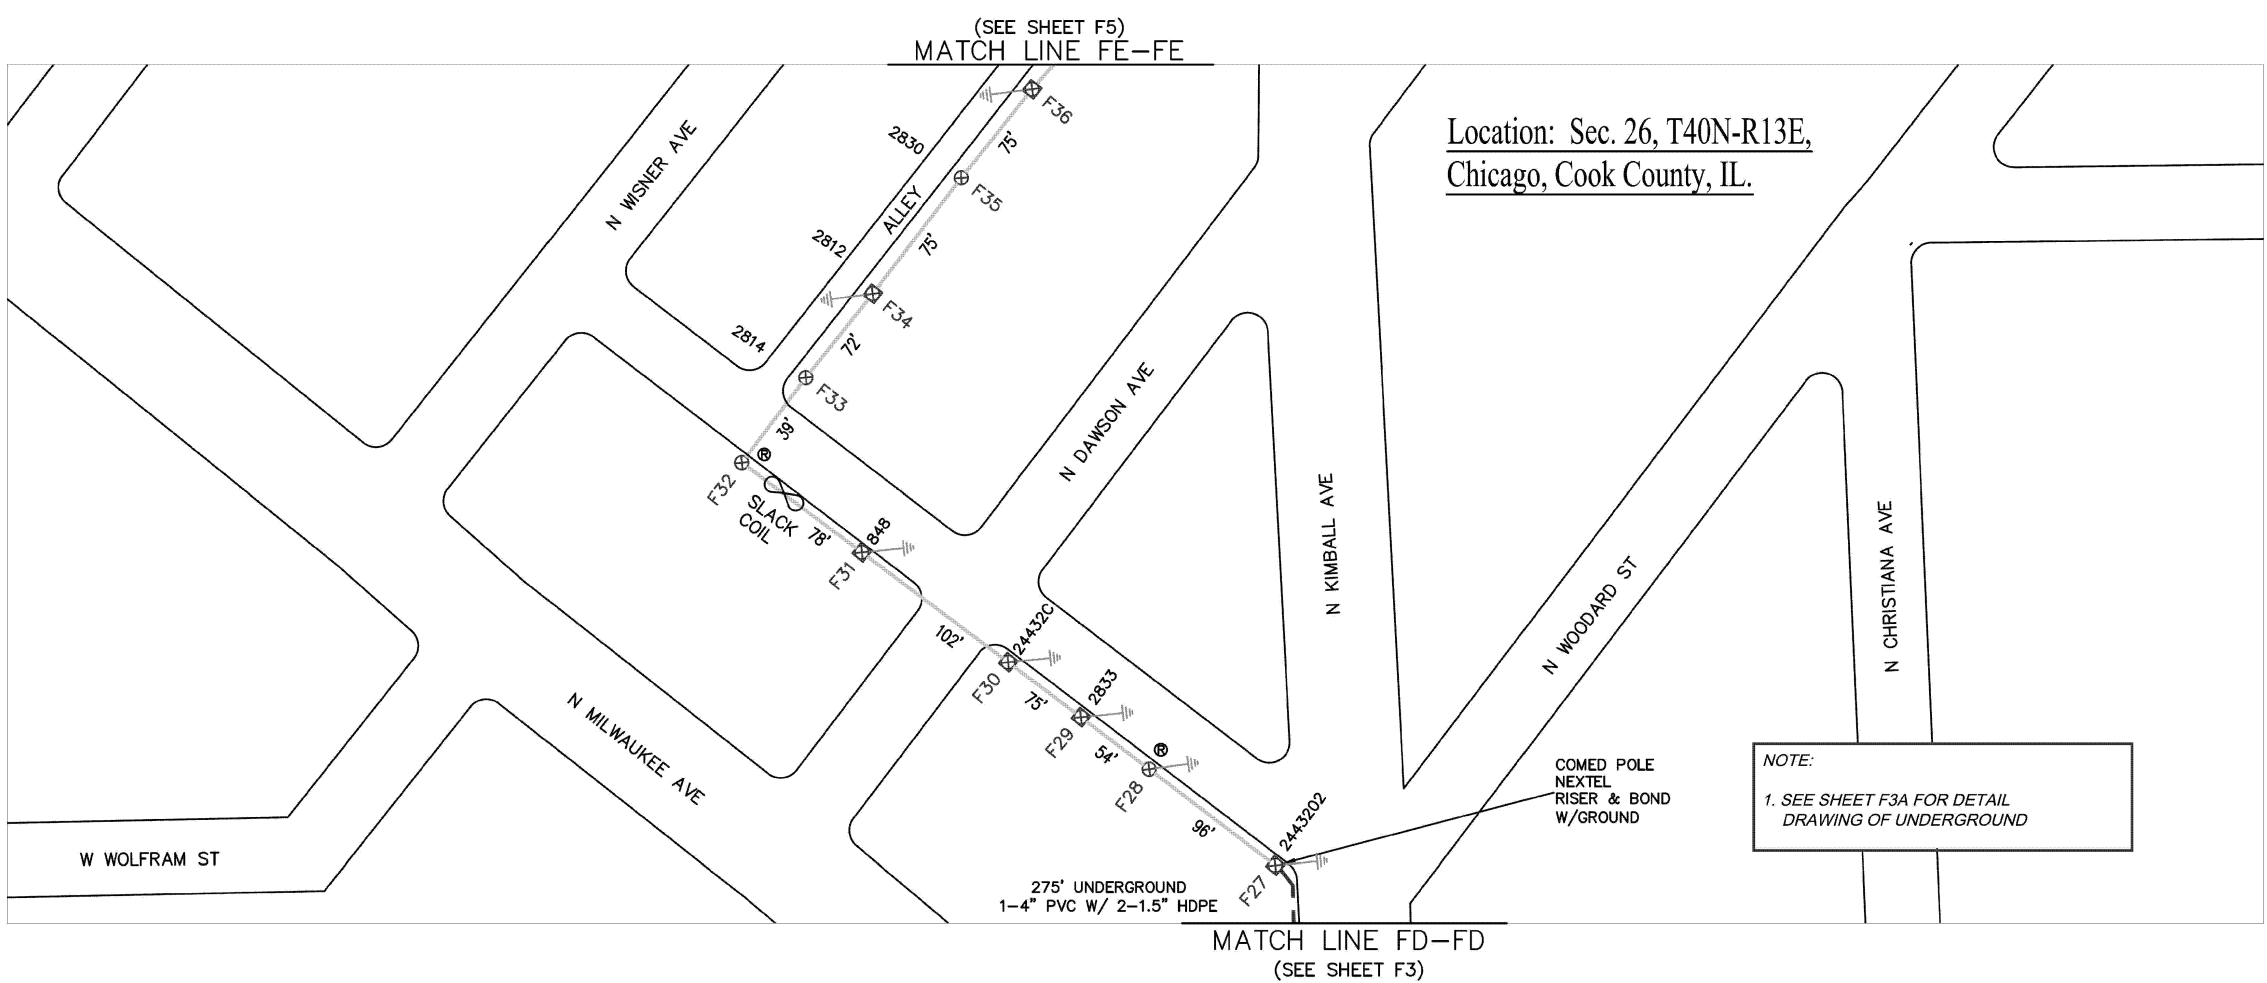 (SEE SHEET F5)
MATCH LINE FE-FE
F36
75'
2830
N WISNER AVE
Location: Sec. 26, T40N-R13E,
Chicago, Cook County, IL.
F35
ALLEY
75'
2812
F34
72'
2814
F33
39'
®
F32
SLACK
COIL
78'
848
F31
N DAWSON AVE
N KIMBALL AVE
N WOODARD ST
N CHRISTIANA AVE
102'
24432C
F30
75'
2833
F29
54'
®
F28
96'
N MILWAUKEE AVE
COMED POLE
NEXTEL
RISER & BOND
W/GROUND
NOTE:
1. SEE SHEET F3A FOR DETAIL
DRAWING OF UNDERGROUND
2443202
F27
W WOLFRAM ST
275' UNDERGROUND
1-4" PVC W/ 2-1.5" HDPE
MATCH LINE FD-FD
(SEE SHEET F3)